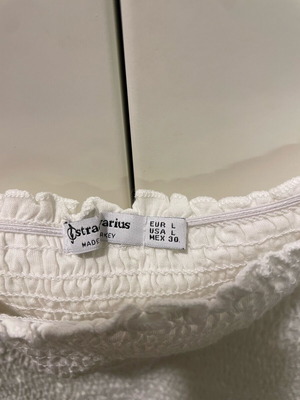 stra varius
MADE
RKEY
EUR L
USA L
MEX 30